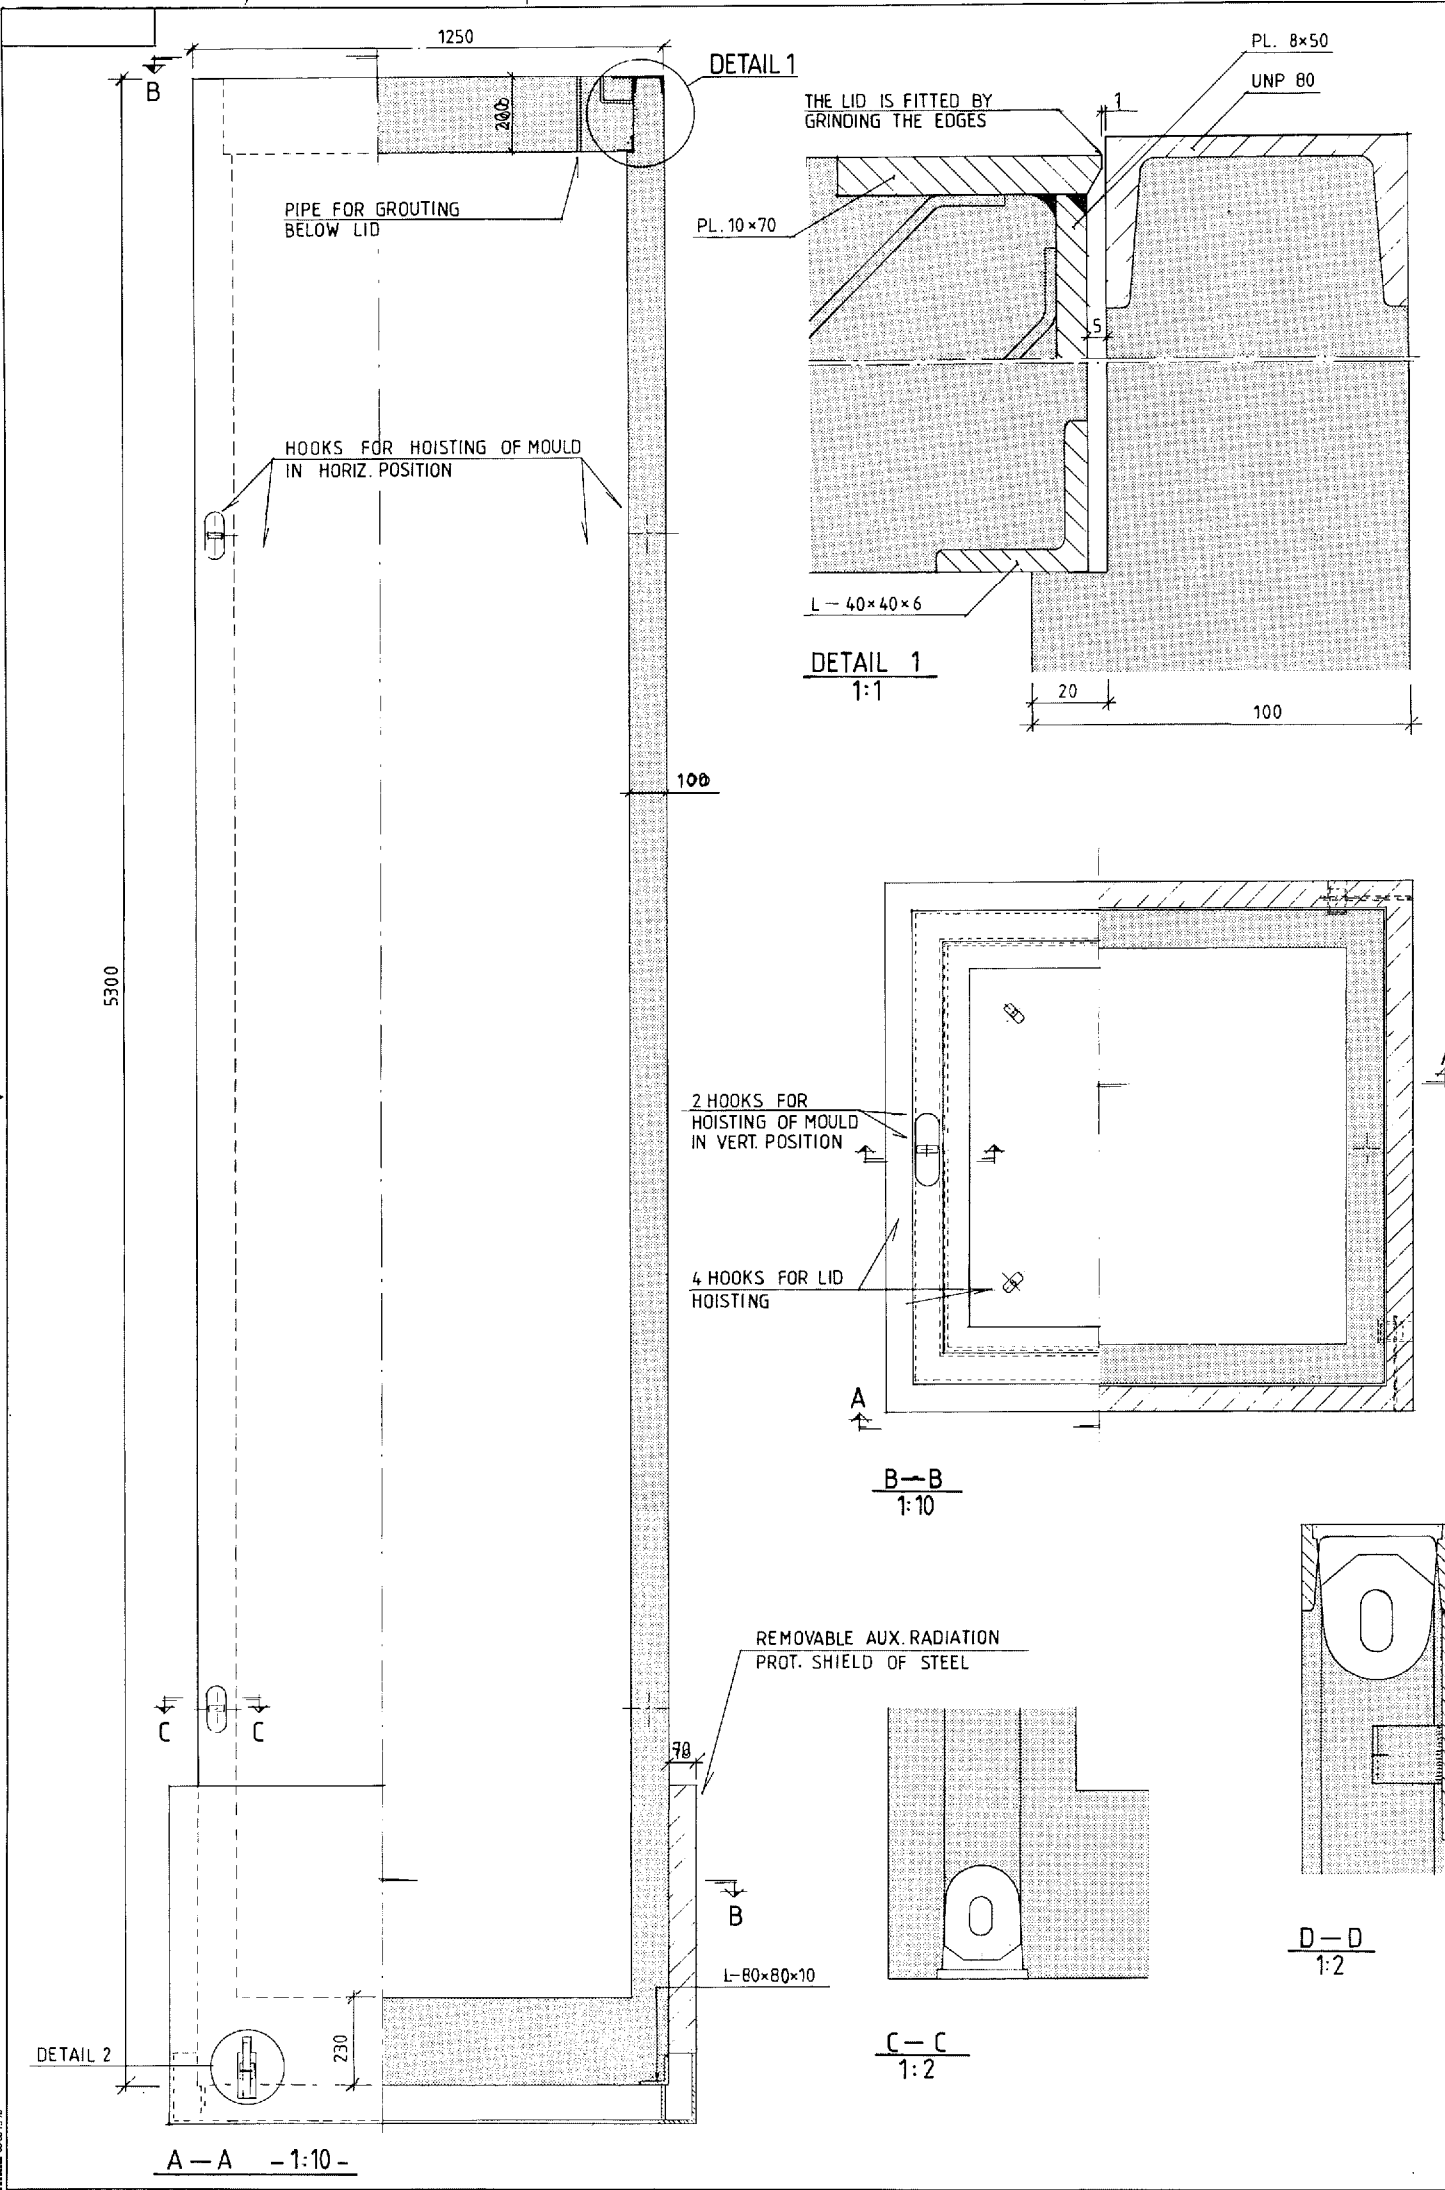 1250
B
DETAIL 1
200
PIPE FOR GROUTING
BELOW LID
HOOKS FOR HOISTING OF MOULD
IN HORIZ. POSITION
5300
100
C C
70
REMOVABLE AUX. RADIATION
PROT. SHIELD OF STEEL
B
L-80×80×10
230
DETAIL 2
A — A - 1:10 -
PL. 8×50
UNP 80
THE LID IS FITTED BY
GRINDING THE EDGES
1
PL. 10×70
5
L — 40×40×6
DETAIL 1
1:1
20
100
2 HOOKS FOR
HOISTING OF MOULD
IN VERT. POSITION
4 HOOKS FOR LID
HOISTING
A
B—B
1:10
C — C
1:2
D — D
1:2